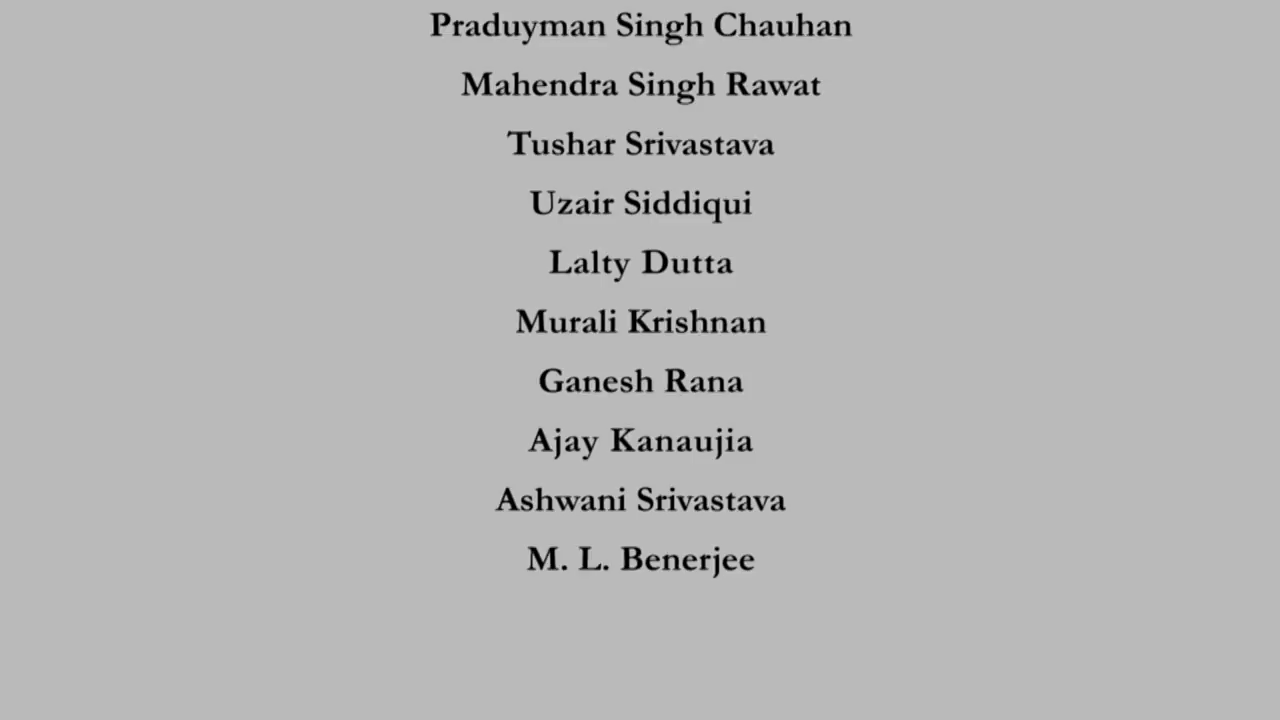 Praduyman Singh Chauhan
Mahendra Singh Rawat
Tushar Srivastava
Uzair Siddiqui
Lalty Dutta
Murali Krishnan
Ganesh Rana
Ajay Kanaujia
Ashwani Srivastava
M. L. Benerjee